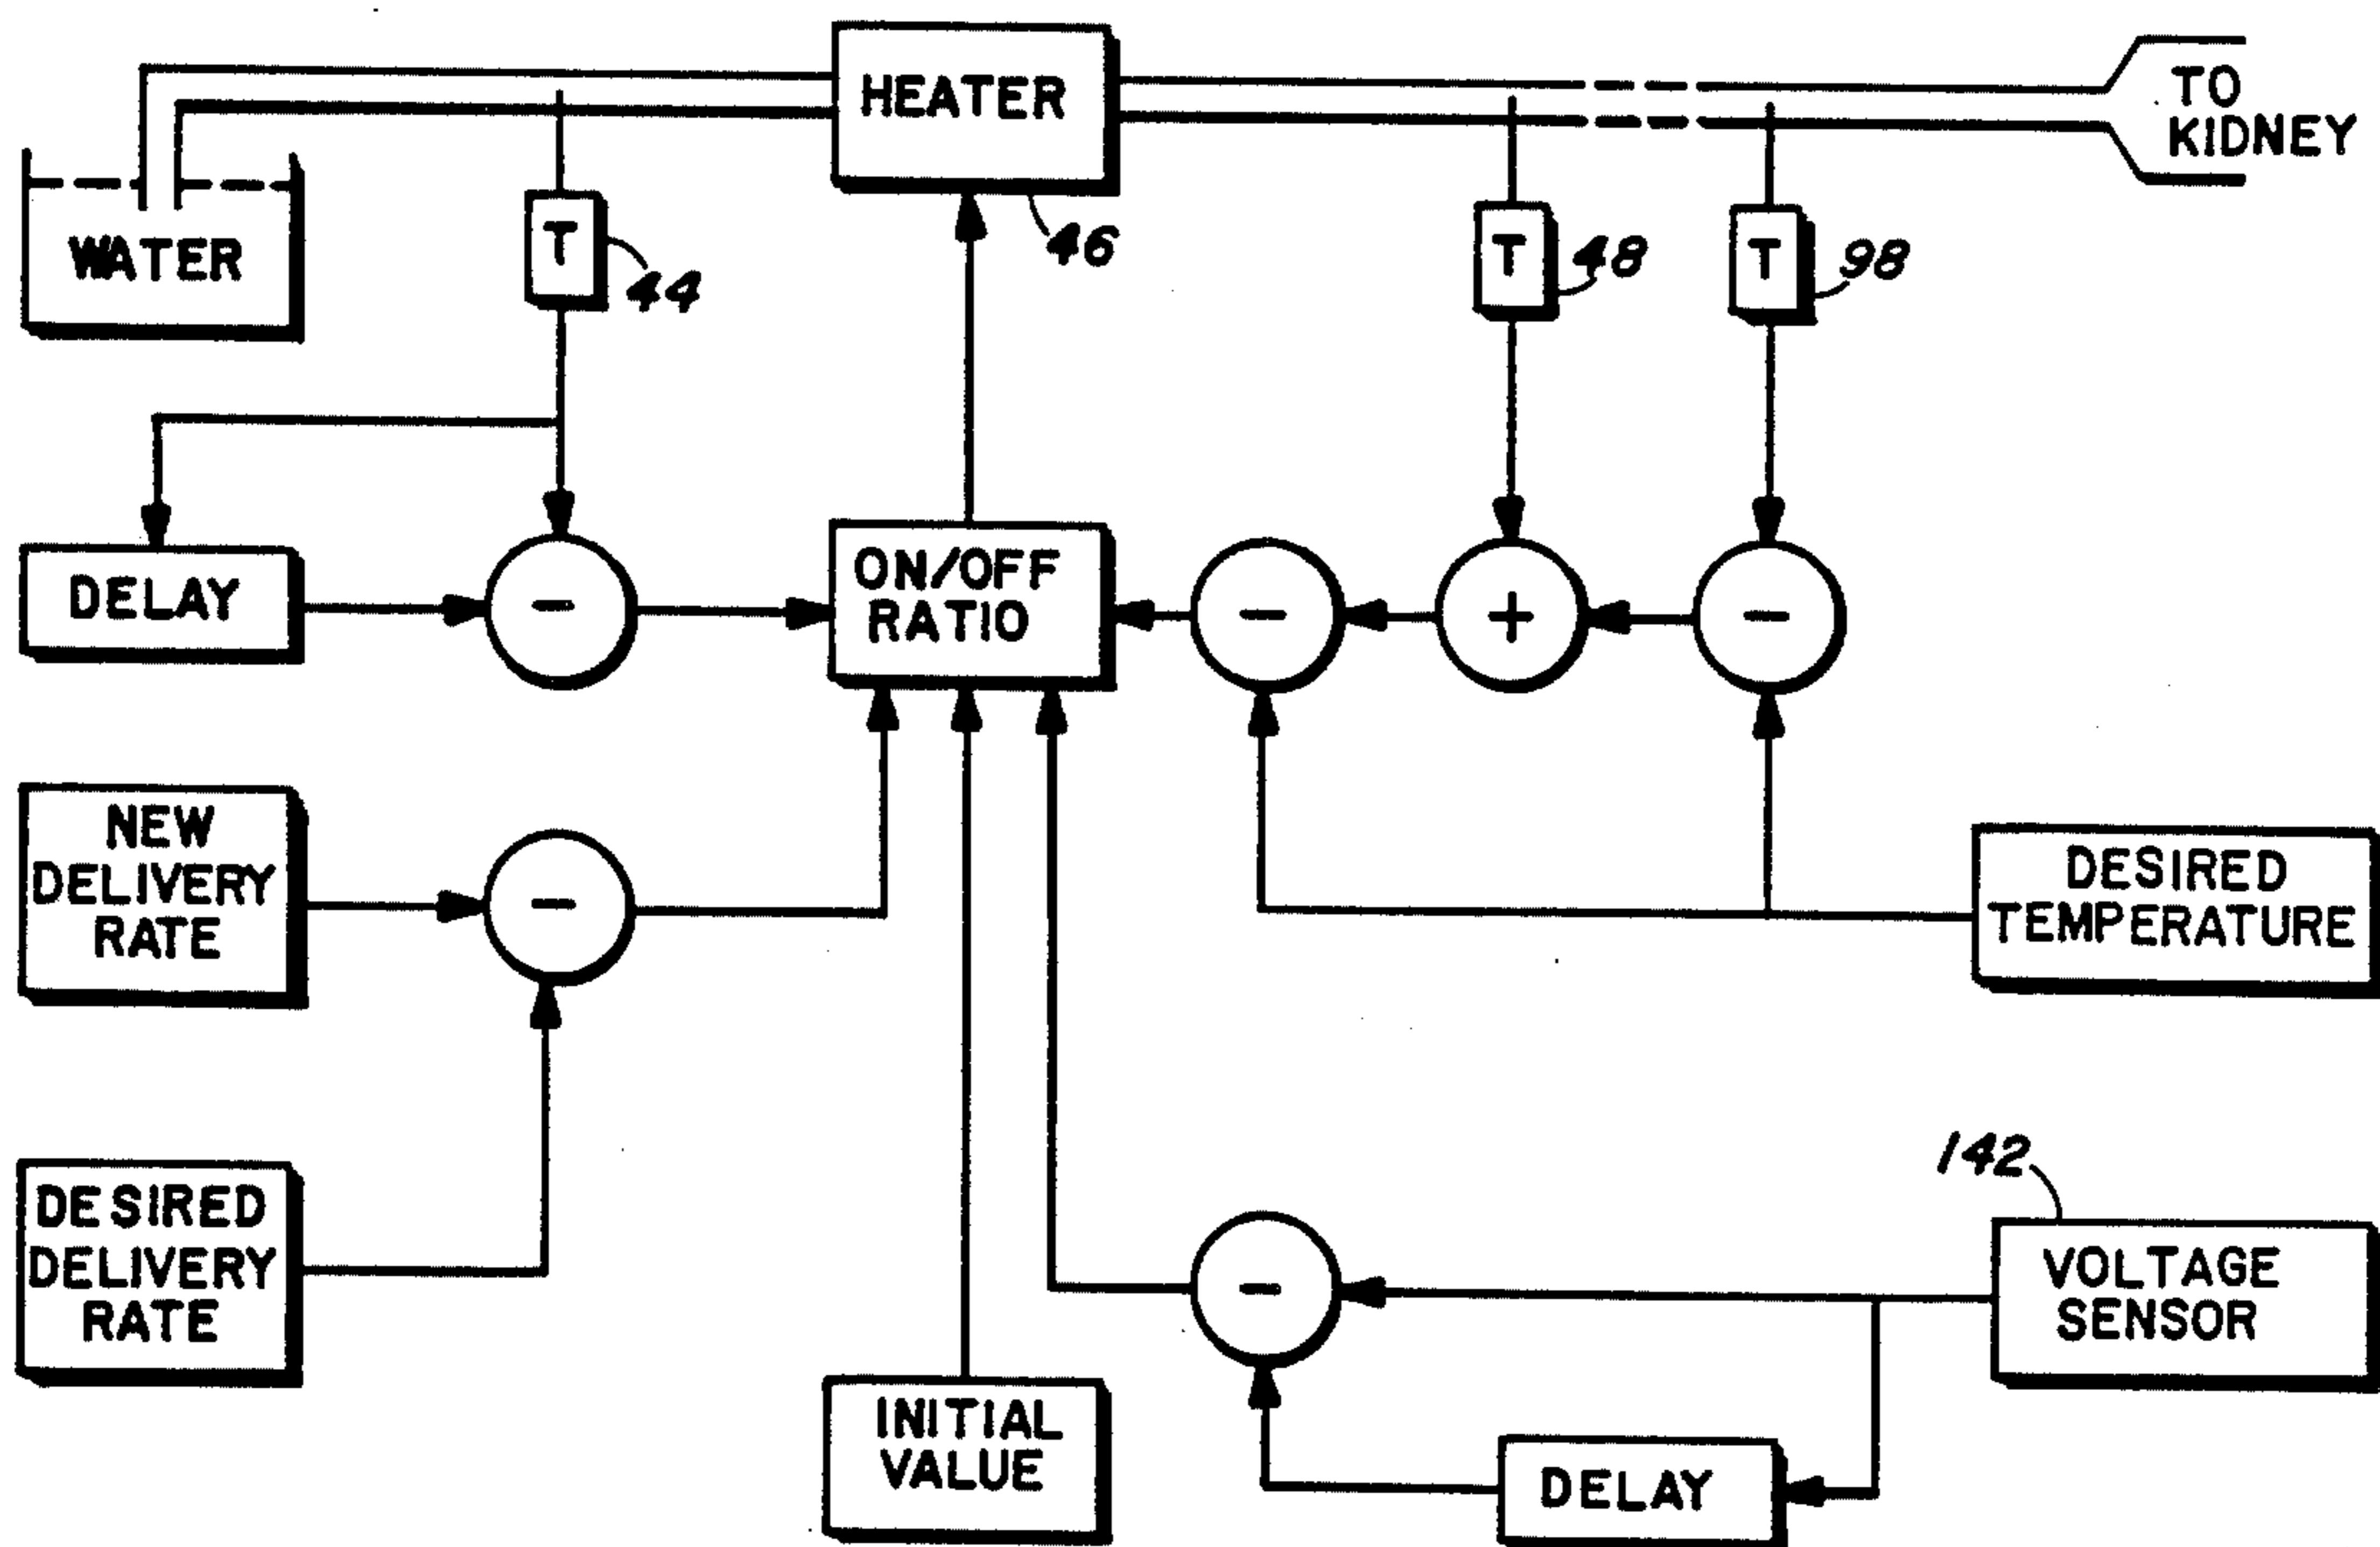 HEATER
TO
KIDNEY
WATER
T
44
46
T
48
T
98
DELAY
−
ON/OFF
RATIO
−
+
−
NEW
DELIVERY
RATE
−
DESIRED
TEMPERATURE
DESIRED
DELIVERY
RATE
−
142
VOLTAGE
SENSOR
INITIAL
VALUE
DELAY